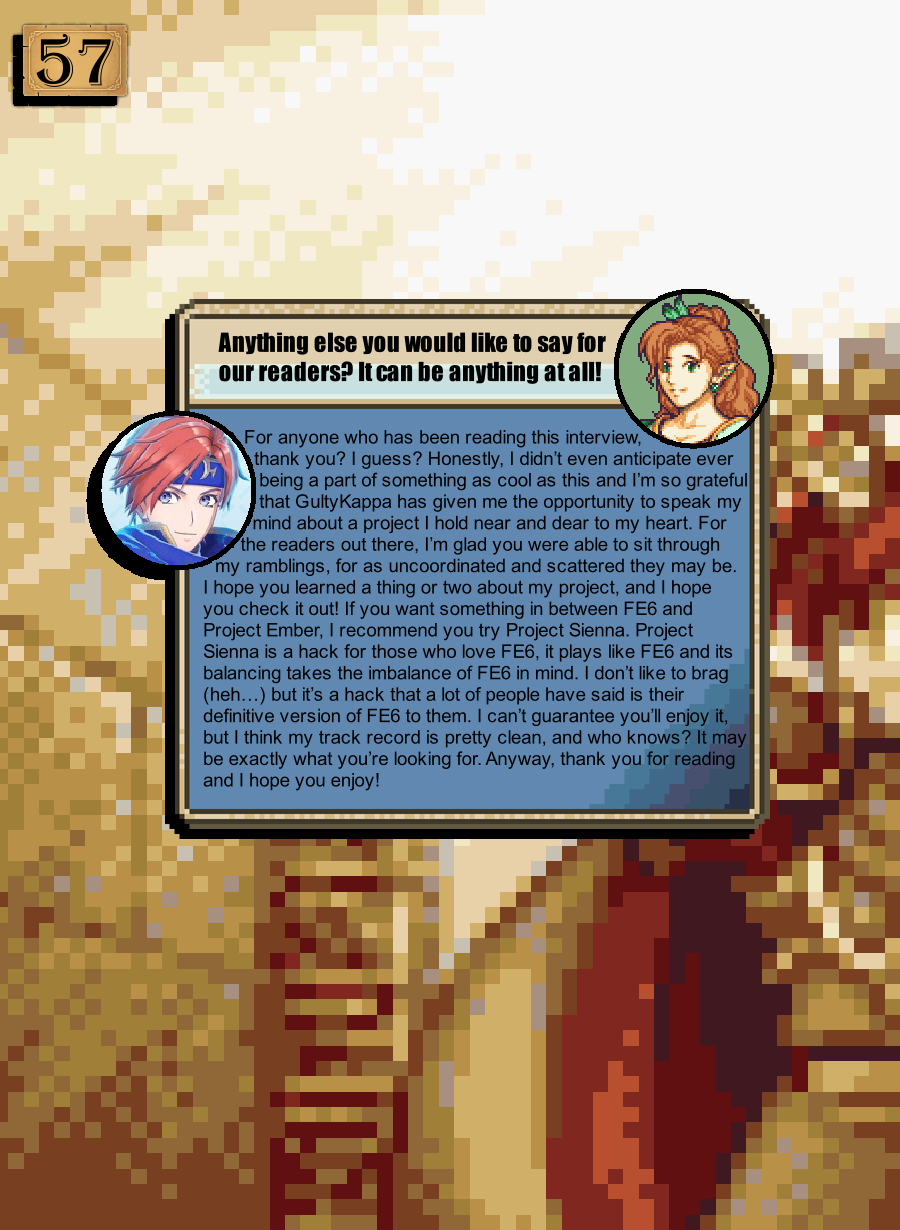 57
Anything else you would like to say for
our readers? It can be anything at all!
For anyone who has been reading this interview,
thank you? I guess? Honestly, I didn't even anticipate ever
being a part of something as cool as this and I'm so grateful
that GultyKappa has given me the opportunity to speak my
mind about a project I hold near and dear to my heart. For
the readers out there, I'm glad you were able to sit through
my ramblings, for as uncoordinated and scattered they may be.
I hope you learned a thing or two about my project, and I hope
you check it out! If you want something in between FE6 and
Project Ember, I recommend you try Project Sienna. Project
Sienna is a hack for those who love FE6, it plays like FE6 and its
balancing takes the imbalance of FE6 in mind. I don't like to brag
(heh…) but it's a hack that a lot of people have said is their
definitive version of FE6 to them. I can't guarantee you'll enjoy it,
but I think my track record is pretty clean, and who knows? It may
be exactly what you're looking for. Anyway, thank you for reading
and I hope you enjoy!